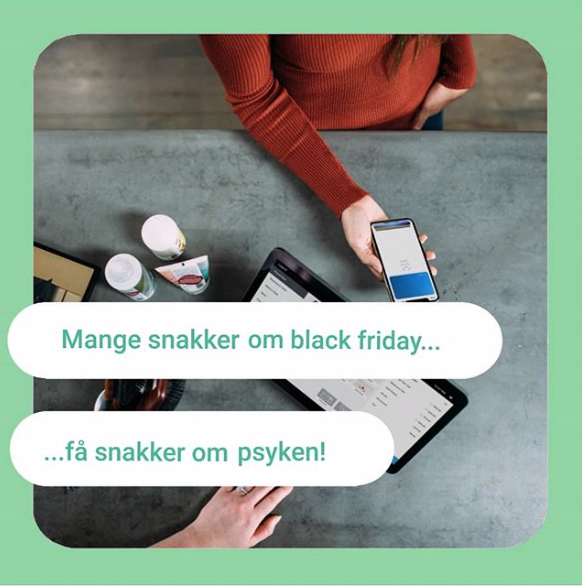 Mange snakker om black friday...
...få snakker om psyken!